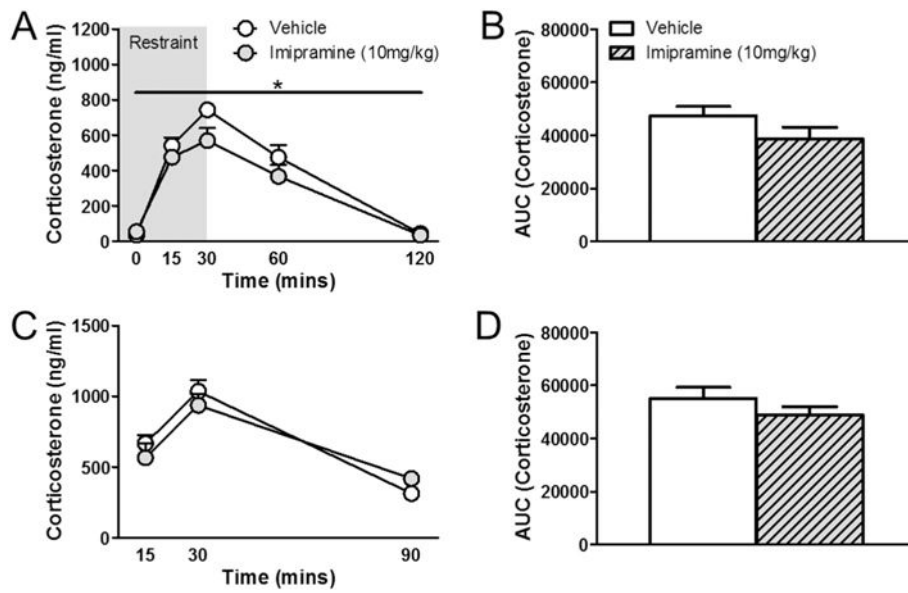 A
Corticosterone (ng/ml)
1200
1000
800
600
400
200
0
Restraint
Vehicle
Imipramine (10mg/kg)
*
0 15 30 60 120
Time (mins)
B
AUC (Corticosterone)
80000
60000
40000
20000
0
Vehicle
Imipramine (10mg/kg)
C
Corticosterone (ng/ml)
1500
1000
500
0
15 30 90
Time (mins)
D
AUC (Corticosterone)
80000
60000
40000
20000
0